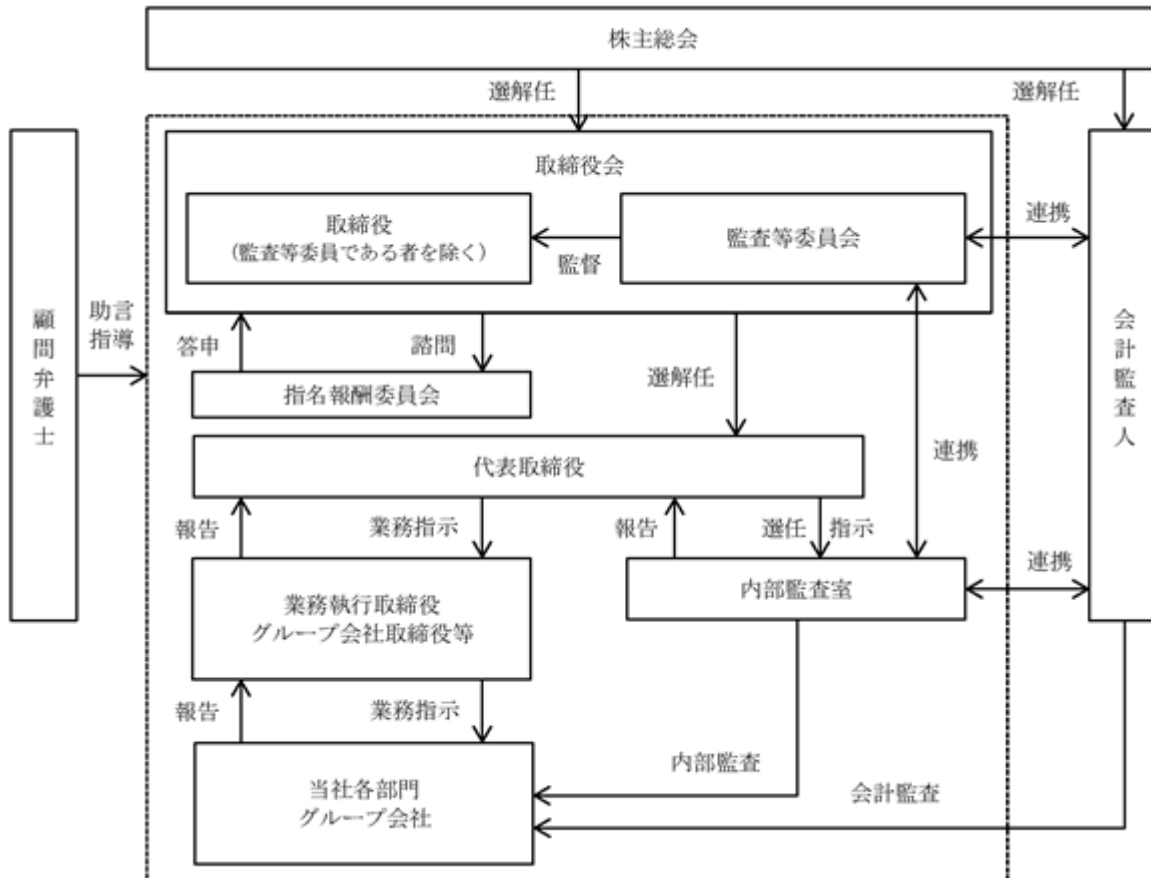 株主総会
選解任
選解任
取締役会
取締役
(監査等委員である者を除く)
監督
監査等委員会
連携
顧問弁護士
助言
指導
会計監査人
答申
諮問
選解任
指名報酬委員会
連携
代表取締役
報告
業務指示
報告
選任
指示
連携
業務執行取締役
グループ会社取締役等
内部監査室
報告
業務指示
内部監査
会計監査
当社各部門
グループ会社